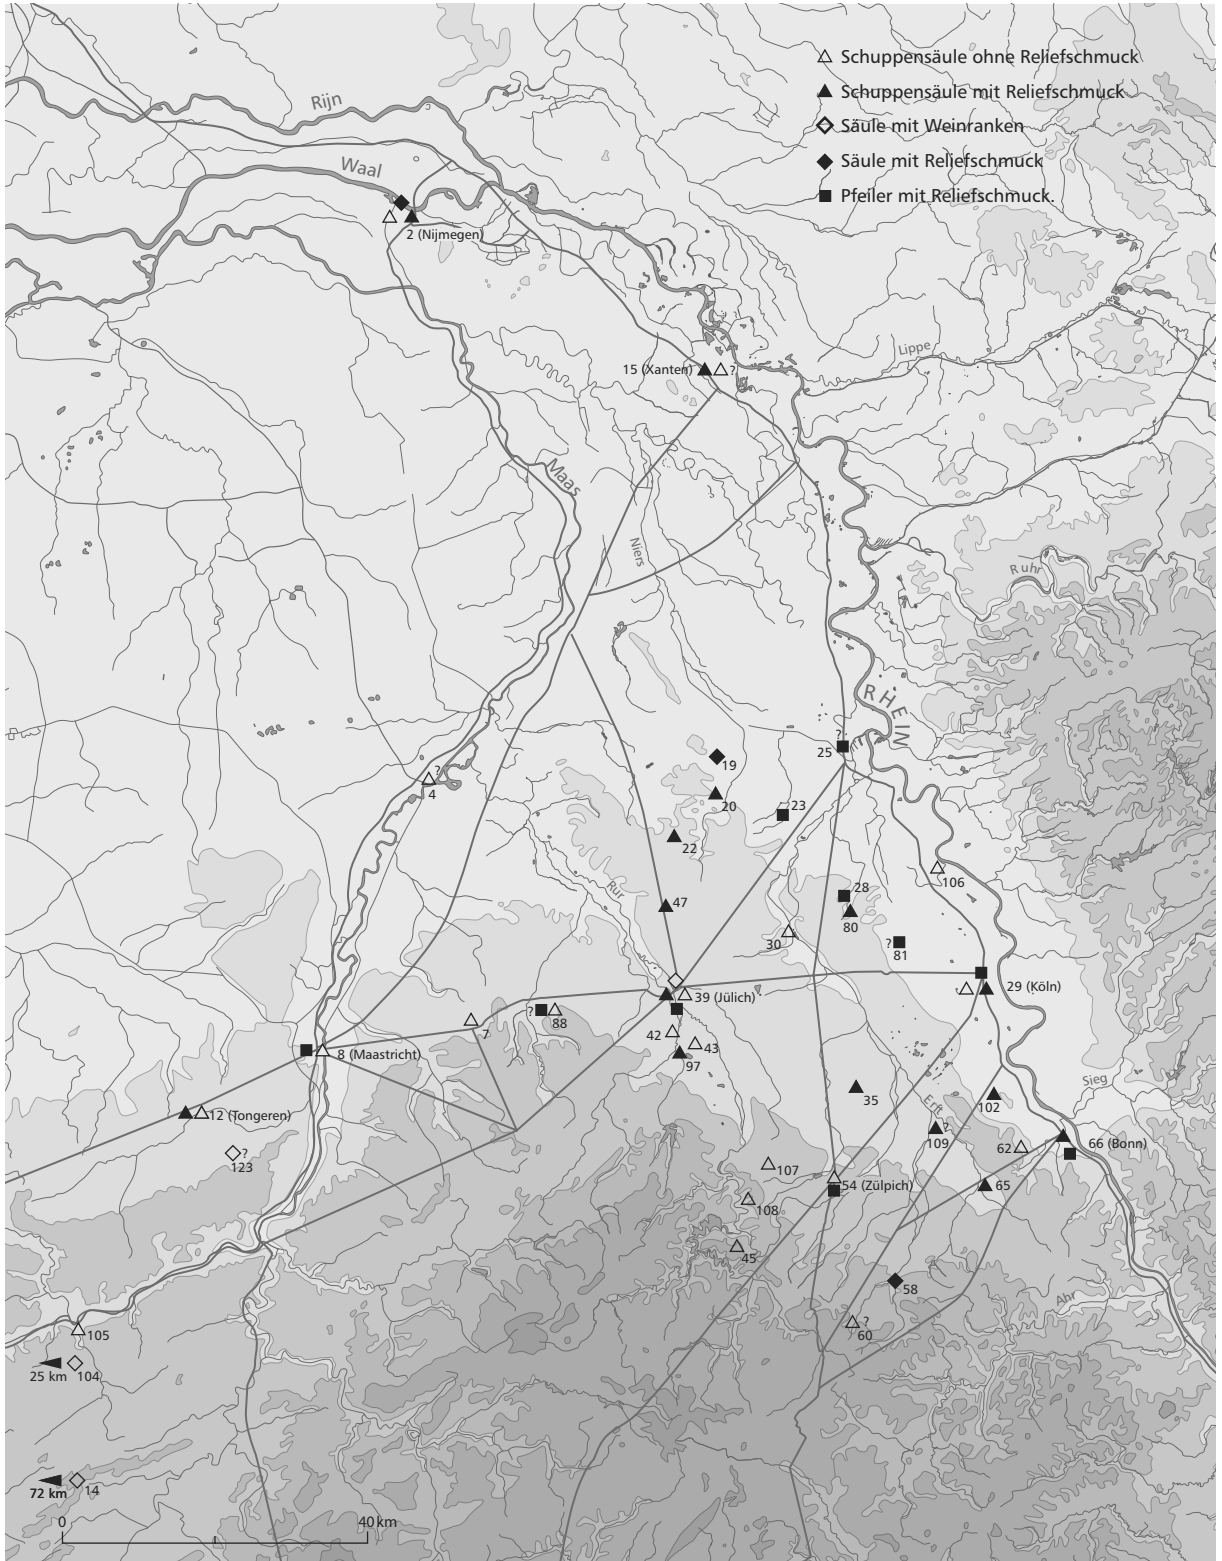 Schuppensäule ohne Reliefschmuck
Schuppensäule mit Reliefschmuck
Säule mit Weinranken
Säule mit Reliefschmuck
Pfeiler mit Reliefschmuck.
Rijn
Waal
2 (Nijmegen)
Lippe
15 (Xanten) ?
Maas
Niers
Ruhr
RHEIN
?
25
19
?
4
20
23
22
106
Rur
28
47
80
30
?
81
29 (Köln)
39 (Jülich)
?
88
7
42
43
8 (Maastricht)
97
Sieg
35
102
Erft
12 (Tongeren)
?
109
66 (Bonn)
62
?
123
107
54 (Zülpich)
65
108
45
58
Ahr
?
60
105
25 km
104
72 km
14
0
40 km